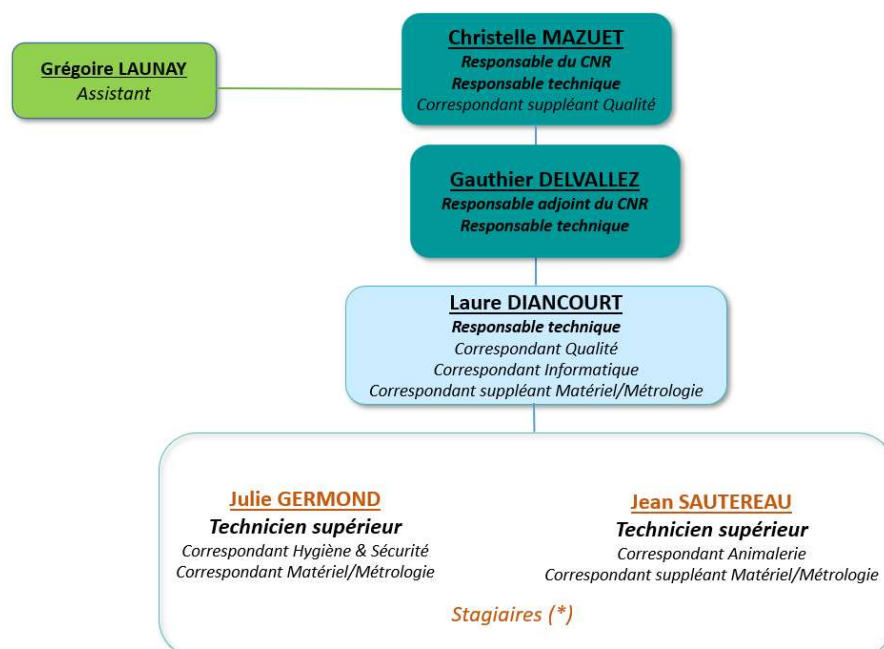 Christelle MAZUET
Responsable du CNR
Responsable technique
Correspondant suppléant Qualité
Grégoire LAUNAY
Assistant
Gauthier DELVALLEZ
Responsable adjoint du CNR
Responsable technique
Laure DIANCOURT
Responsable technique
Correspondant Qualité
Correspondant Informatique
Correspondant suppléant Matériel/Métrologie
Julie GERMOND
Technicien supérieur
Correspondant Hygiène & Sécurité
Correspondant Matériel/Métrologie
Jean SAUTEREAU
Technicien supérieur
Correspondant Animalerie
Correspondant suppléant Matériel/Métrologie
Stagiaires (*)